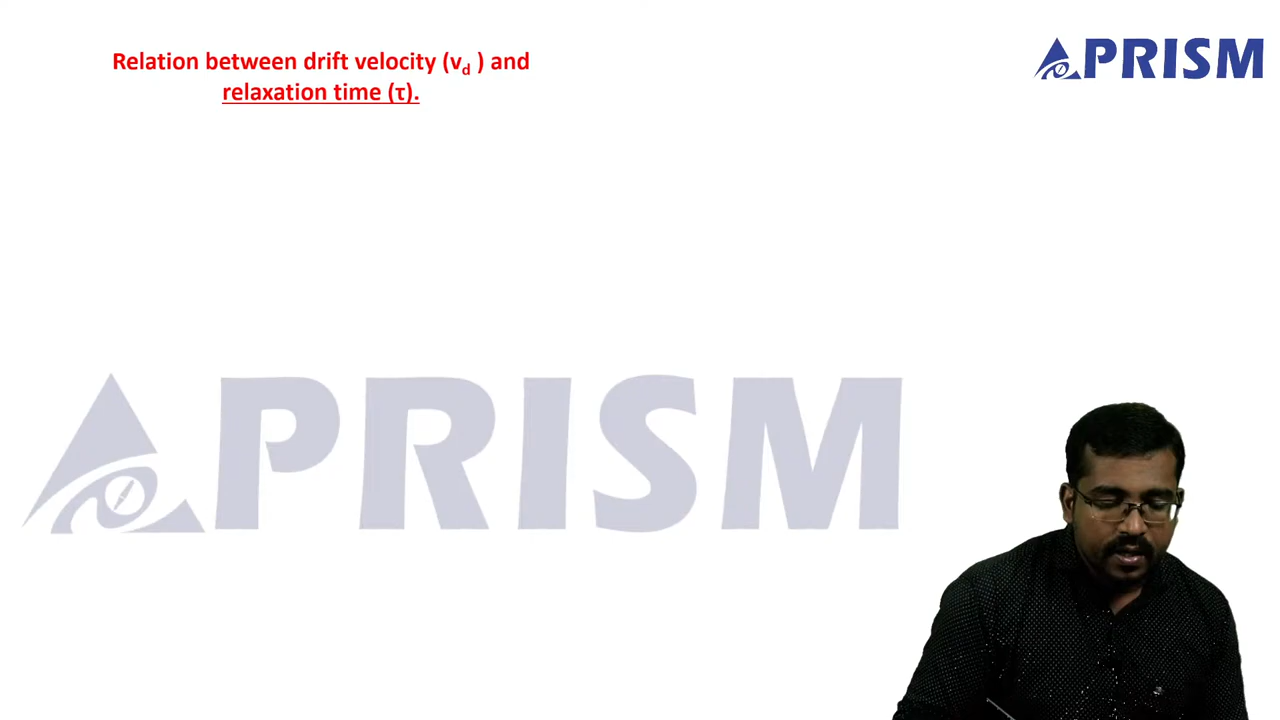 Relation between drift velocity (vd ) and
relaxation time (τ).
PRISM
PRISM